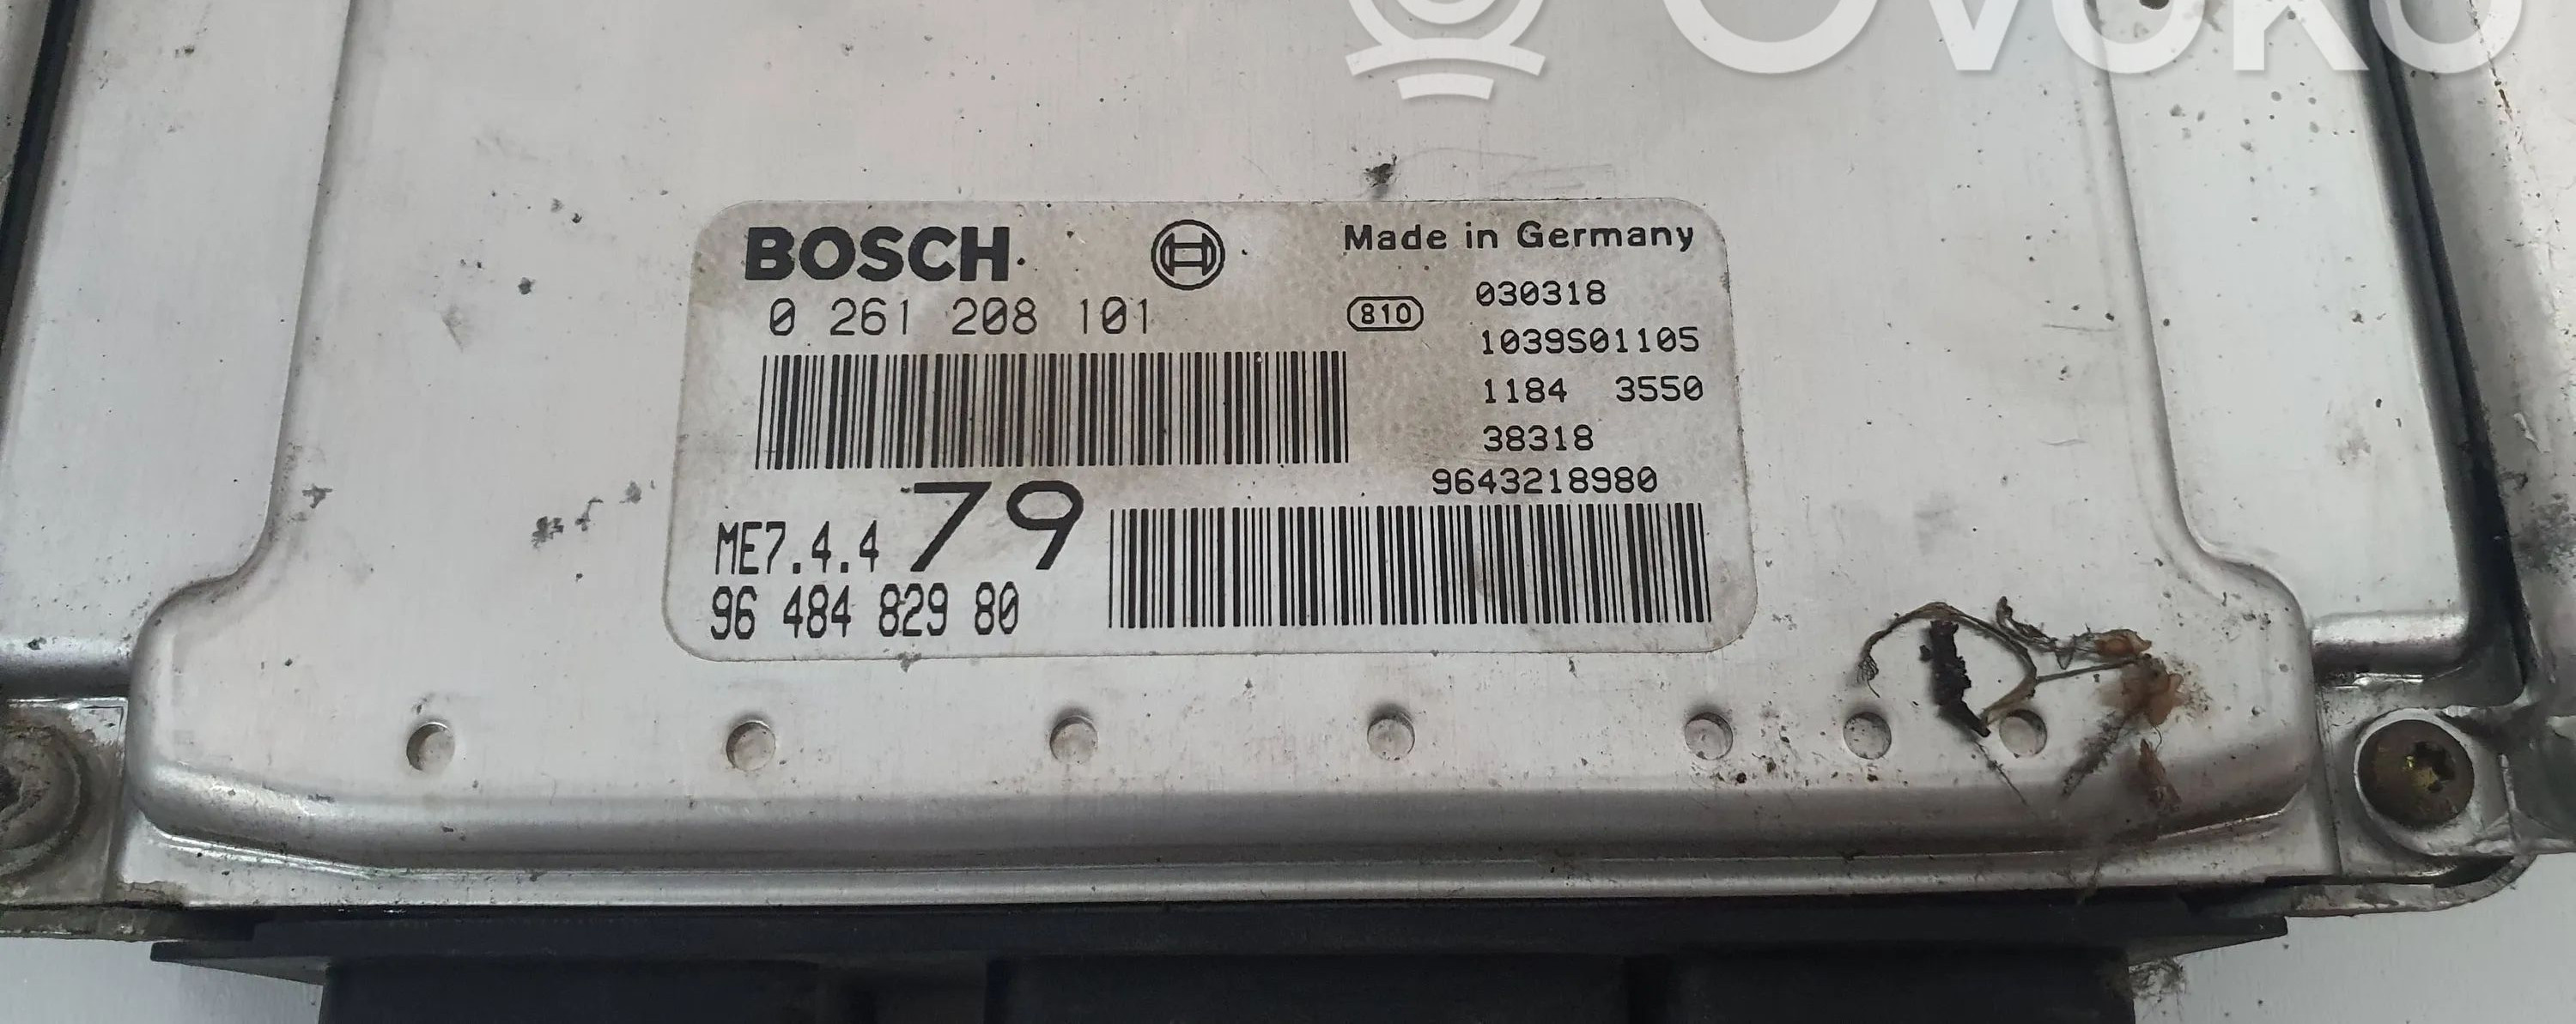 OVOKO
BOSCH
Made in Germany
0 261 208 101
810
030318
1039S01105
1184 3550
38318
9643218980
ME7.4.4 79
96 484 829 80